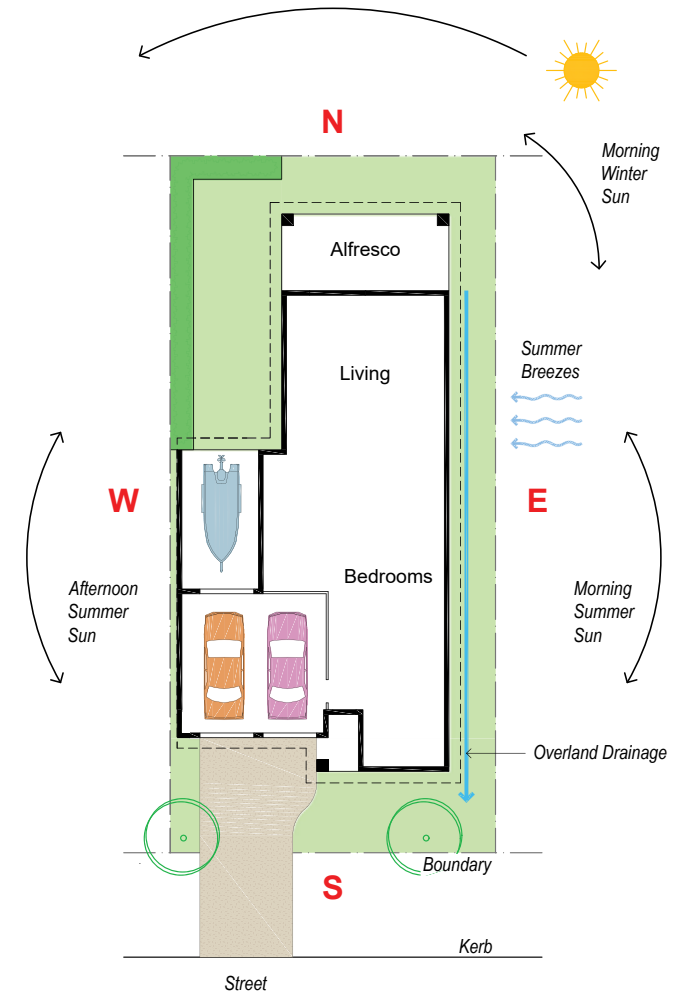 N
Morning
Winter
Sun
Alfresco
Summer
Breezes
Living
W
E
Bedrooms
Afternoon
Summer
Sun
Morning
Summer
Sun
Overland Drainage
Boundary
S
Kerb
Street